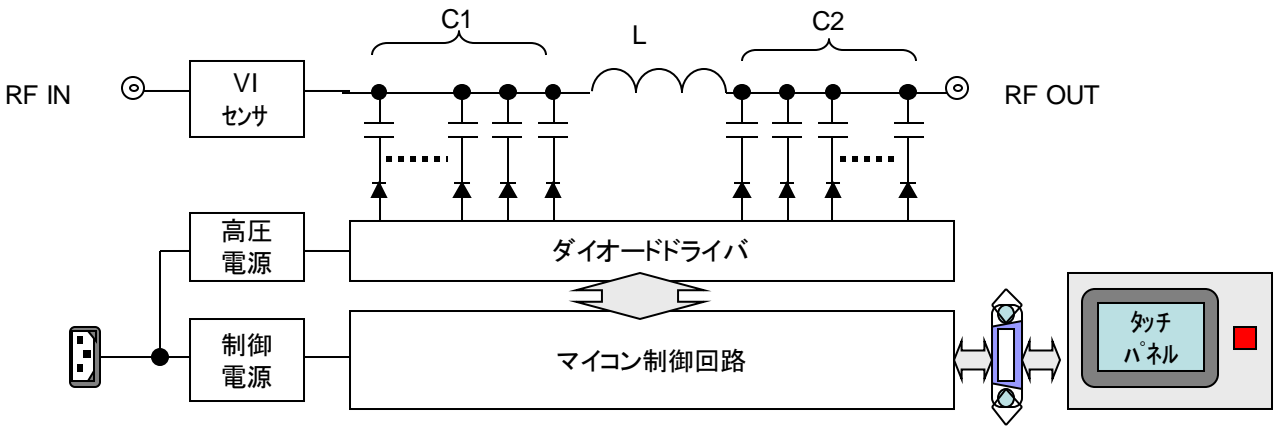 C1
L
C2
RF IN
VI
センサ
RF OUT
高圧
電源
ダイオードドライバ
制御
電源
マイコン制御回路
タッチ
パネル